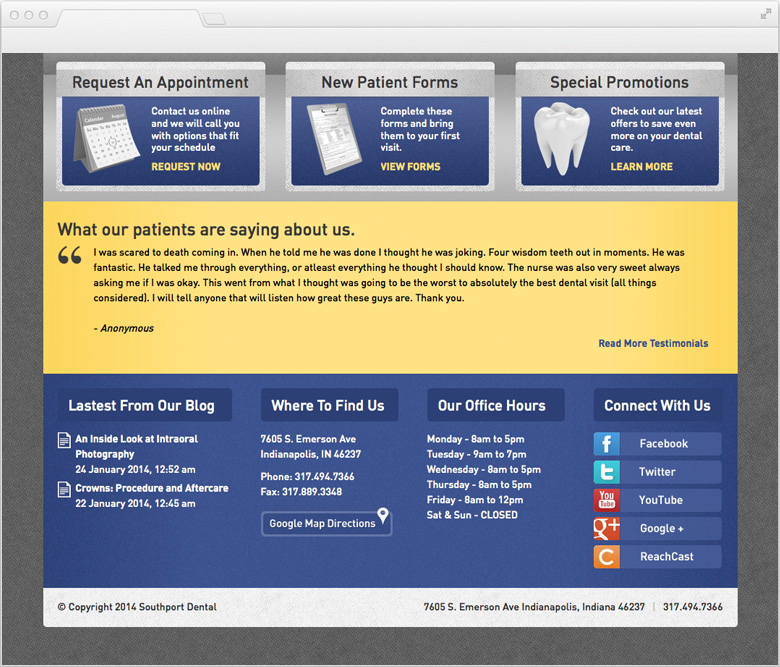 Request An Appointment
Contact us online
and we will call you
with options that fit
your schedule
REQUEST NOW
New Patient Forms
Complete these
forms and bring
them to your first
visit.
VIEW FORMS
Special Promotions
Check out our latest
offers to save even
more on your dental
care.
LEARN MORE
What our patients are saying about us.
I was scared to death coming in. When he told me he was done I thought he was joking. Four wisdom teeth out in moments. He was
fantastic. He talked me through everything, or atleast everything he thought I should know. The nurse was also very sweet always
asking me if I was okay. This went from what I thought was going to be the worst to absolutely the best dental visit (all things
considered). I will tell anyone that will listen how great these guys are. Thank you.
- Anonymous
Read More Testimonials
Lastest From Our Blog
An Inside Look at Intraoral
Photography
24 January 2014, 12:52 am
Crowns: Procedure and Aftercare
22 January 2014, 12:45 am
Where To Find Us
7605 S. Emerson Ave
Indianapolis, IN 46237
Phone: 317.494.7366
Fax: 317.889.3348
Google Map Directions
Our Office Hours
Monday - 8am to 5pm
Tuesday - 9am to 7pm
Wednesday - 8am to 5pm
Thursday - 8am to 5pm
Friday - 8am to 12pm
Sat & Sun - CLOSED
Connect With Us
Facebook
Twitter
You Tube YouTube
Google +
ReachCast
© Copyright 2014 Southport Dental
7605 S. Emerson Ave Indianapolis, Indiana 46237 | 317.494.7366